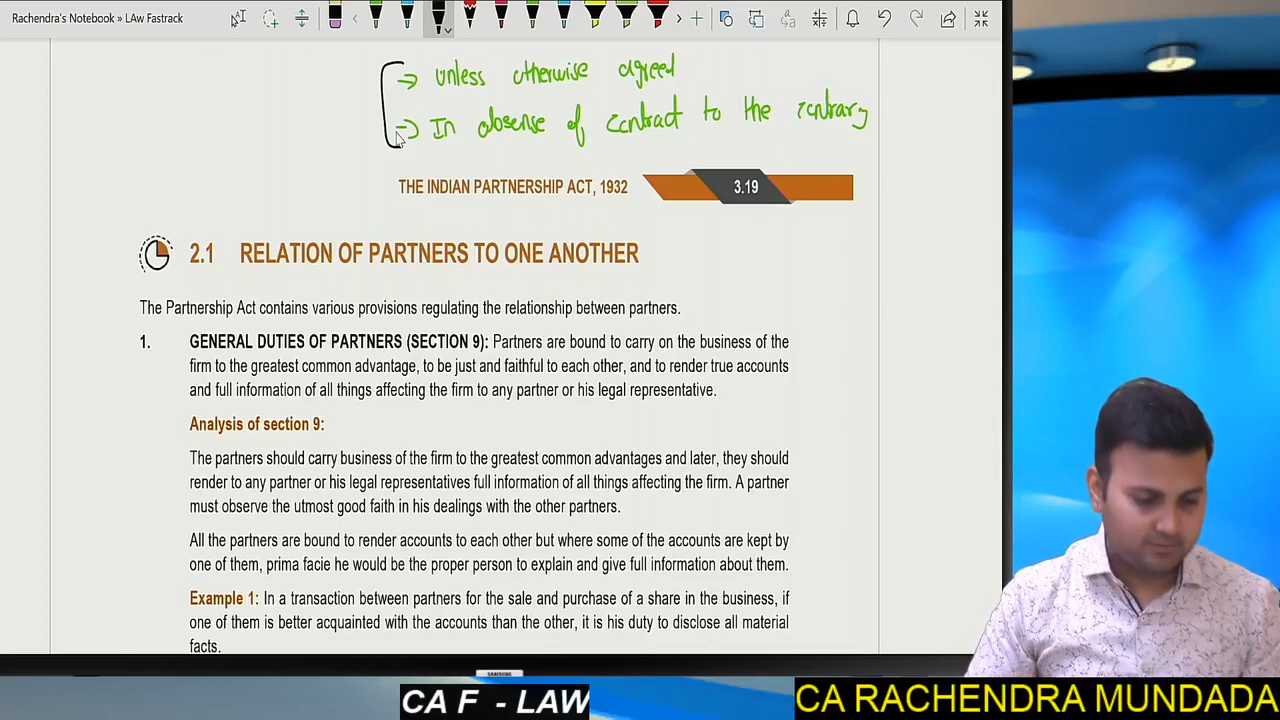 Rachendra's Notebook » LAw Fastrack
→ unless otherwise agreed
→ In absense of contract to the contrary
THE INDIAN PARTNERSHIP ACT, 1932 3.19
2.1 RELATION OF PARTNERS TO ONE ANOTHER
The Partnership Act contains various provisions regulating the relationship between partners.
1. GENERAL DUTIES OF PARTNERS (SECTION 9): Partners are bound to carry on the business of the
firm to the greatest common advantage, to be just and faithful to each other, and to render true accounts
and full information of all things affecting the firm to any partner or his legal representative.
Analysis of section 9:
The partners should carry business of the firm to the greatest common advantages and later, they should
render to any partner or his legal representatives full information of all things affecting the firm. A partner
must observe the utmost good faith in his dealings with the other partners.
All the partners are bound to render accounts to each other but where some of the accounts are kept by
one of them, prima facie he would be the proper person to explain and give full information about them.
Example 1: In a transaction between partners for the sale and purchase of a share in the business, if
one of them is better acquainted with the accounts than the other, it is his duty to disclose all material
facts.
SAMSUNG
CA F - LAW
CA RACHENDRA MUNDADA